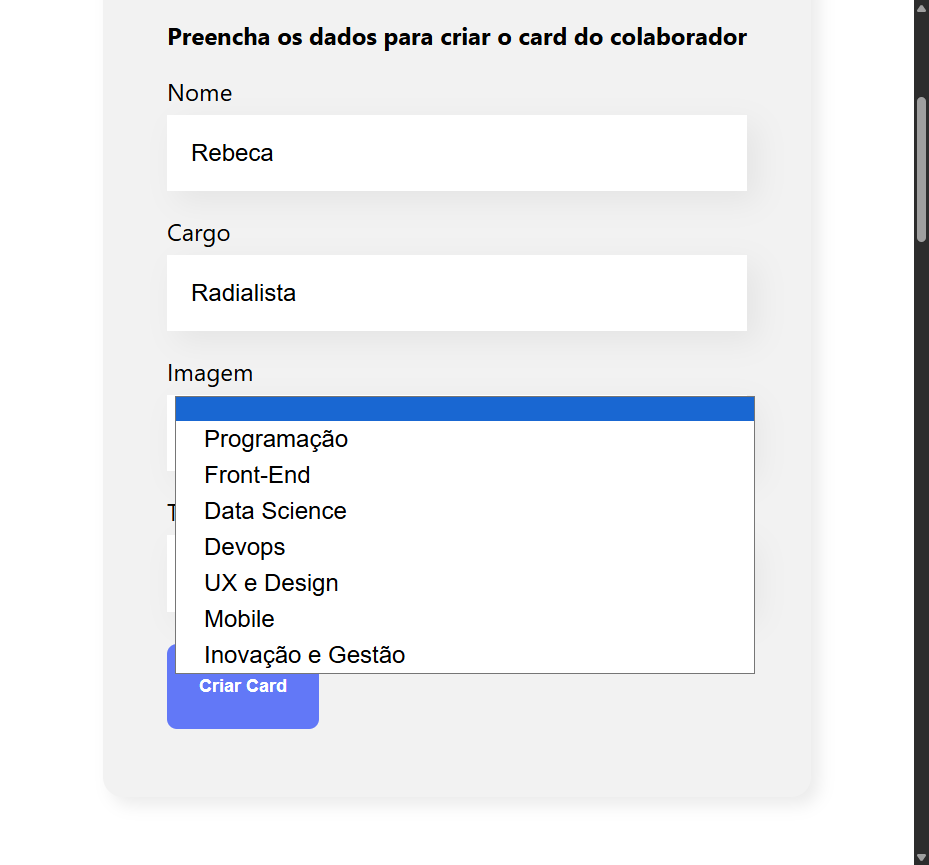 Preencha os dados para criar o card do colaborador
Nome
Rebeca
Cargo
Radialista
Imagem
Programação
Front-End
Data Science
Devops
UX e Design
Mobile
Inovação e Gestão
Criar Card